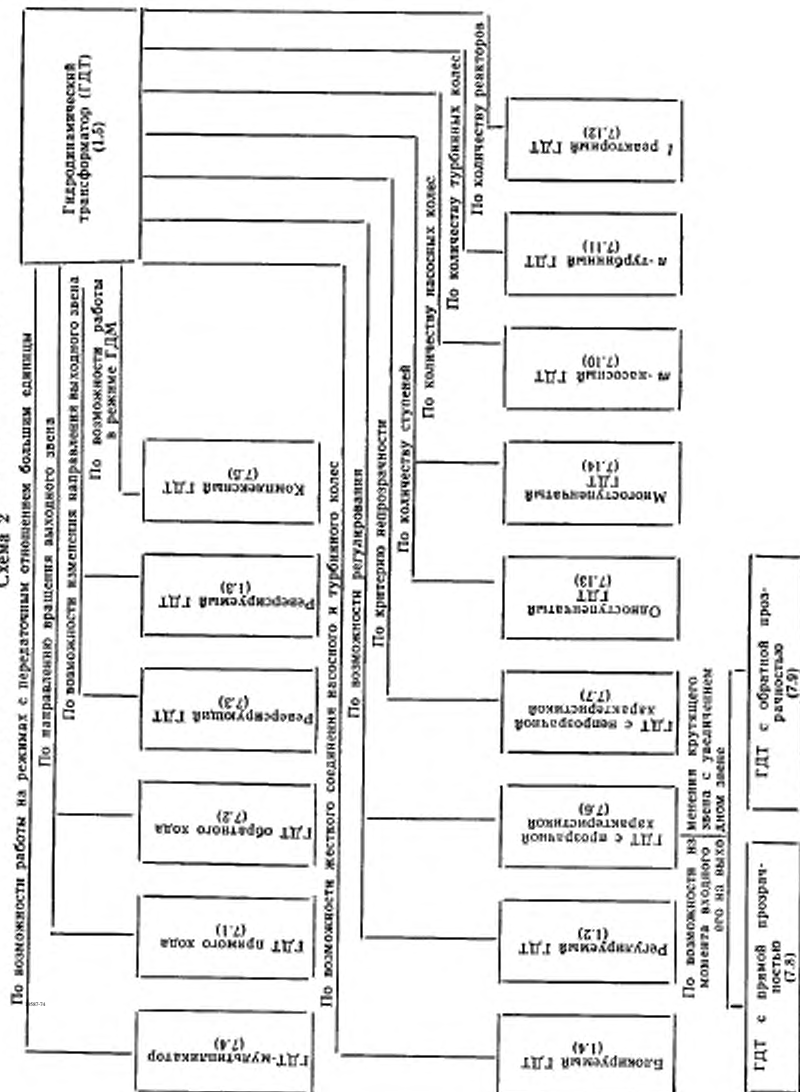 Схема 2
Гидродинамический
трансформатор (ГДТ)
(1.5)
По возможности работы на режимах с передаточным отношением большим единицы
ГДТ-мультипликатор
(7.4)
По направлению вращения выходного звена
ГДТ прямого хода
(7.1)
ГДТ обратного хода
(7.2)
По возможности изменения направления выходного звена
Реверсирующий ГДТ
(7.3)
Реверсируемый ГДТ
(1.3)
По возможности работы
в режиме ГДМ
Комплексный ГДТ
(7.5)
По возможности жесткого соединения насосного и турбинного колес
Блокируемый ГДТ
(1.4)
По возможности регулирования
Регулируемый ГДТ
(1.2)
По критерию непрозрачности
ГДТ с прозрачной
характеристикой
(7.6)
ГДТ с непрозрачной
характеристикой
(7.7)
По количеству ступеней
Одноступенчатый
ГДТ
(7.13)
Многоступенчатый
ГДТ
(7.14)
По количеству насосных колес
m-насосный ГДТ
(7.10)
По количеству турбинных колес
n-турбинный ГДТ
(7.11)
По количеству реакторов
l реакторный ГДТ
(7.12)
По возможности изменения крутящего
момента входного звена с увеличением
его на выходном звене
ГДТ с прямой прозрач-
ностью
(7.8)
ГДТ с обратной проз-
рачностью
(7.9)